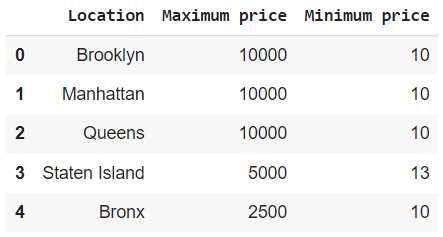 Location Maximum price Minimum price
0 Brooklyn 10000 10
1 Manhattan 10000 10
2 Queens 10000 10
3 Staten Island 5000 13
4 Bronx 2500 10